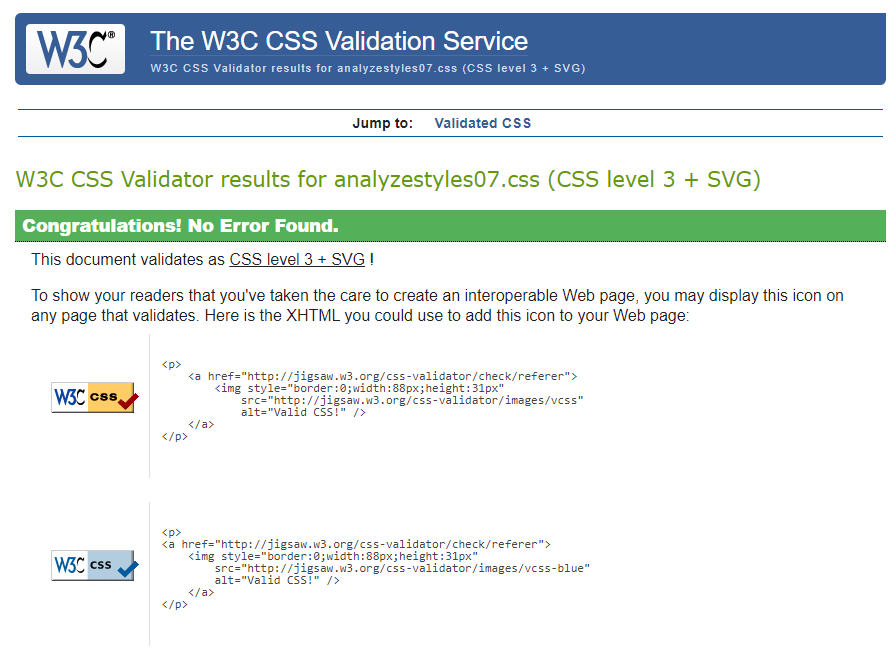 W3C®
The W3C CSS Validation Service
W3C CSS Validator results for analyzestyles07.css (CSS level 3 + SVG)
Jump to: Validated CSS
W3C CSS Validator results for analyzestyles07.css (CSS level 3 + SVG)
Congratulations! No Error Found.
This document validates as CSS level 3 + SVG !
To show your readers that you've taken the care to create an interoperable Web page, you may display this icon on
any page that validates. Here is the XHTML you could use to add this icon to your Web page:
W3C css
<p>
    <a href="http://jigsaw.w3.org/css-validator/check/referer">
        <img style="border:0;width:88px;height:31px"
            src="http://jigsaw.w3.org/css-validator/images/vcss"
            alt="Valid CSS!" />
    </a>
</p>
W3C css
<p>
<a href="http://jigsaw.w3.org/css-validator/check/referer">
    <img style="border:0;width:88px;height:31px"
        src="http://jigsaw.w3.org/css-validator/images/vcss-blue"
        alt="Valid CSS!" />
    </a>
</p>